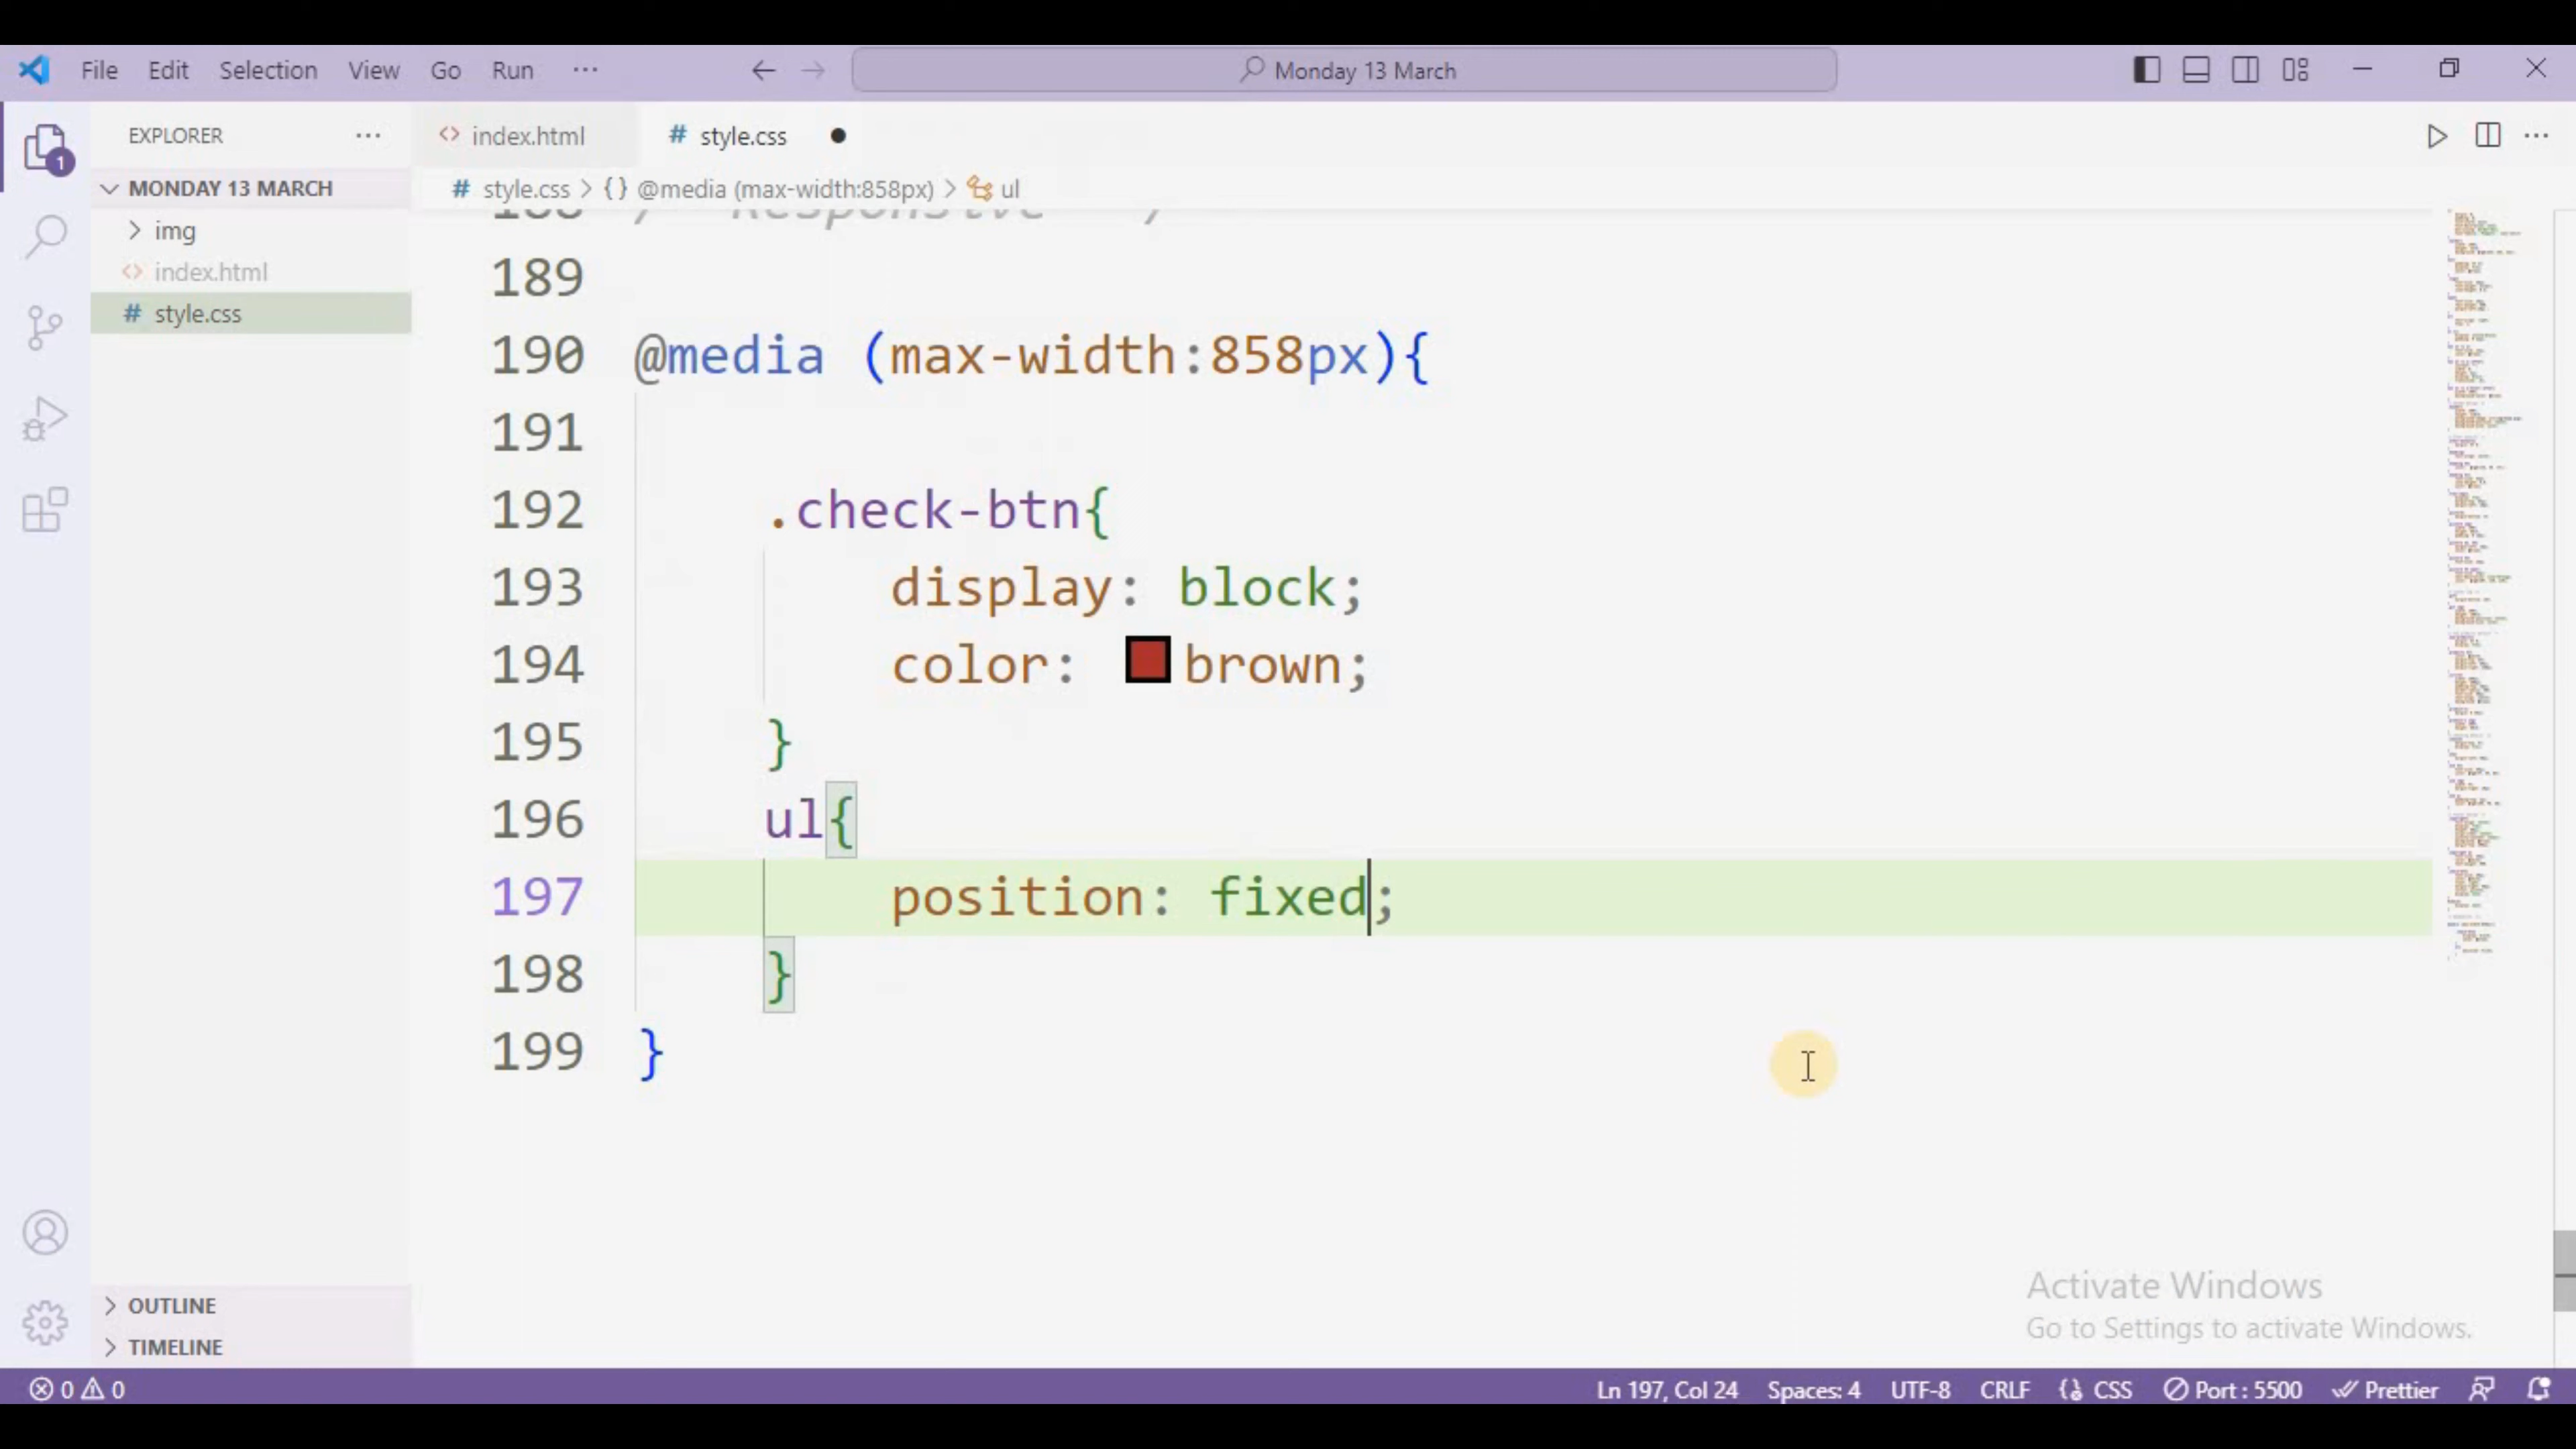 File Edit Selection View Go Run ···
Monday 13 March
EXPLORER ···
index.html
# style.css
# style.css > {} @media (max-width:858px) > ul
MONDAY 13 MARCH
img
index.html
# style.css
1
189
190 @media (max-width:858px){
191
192 .check-btn{
193 display: block;
194 color: brown;
195 }
196 ul{
197 position: fixed;
198 }
199 }
OUTLINE
TIMELINE
Activate Windows
Go to Settings to activate Windows.
0 0
Ln 197, Col 24 Spaces: 4 UTF-8 CRLF {} CSS Port : 5500 Prettier